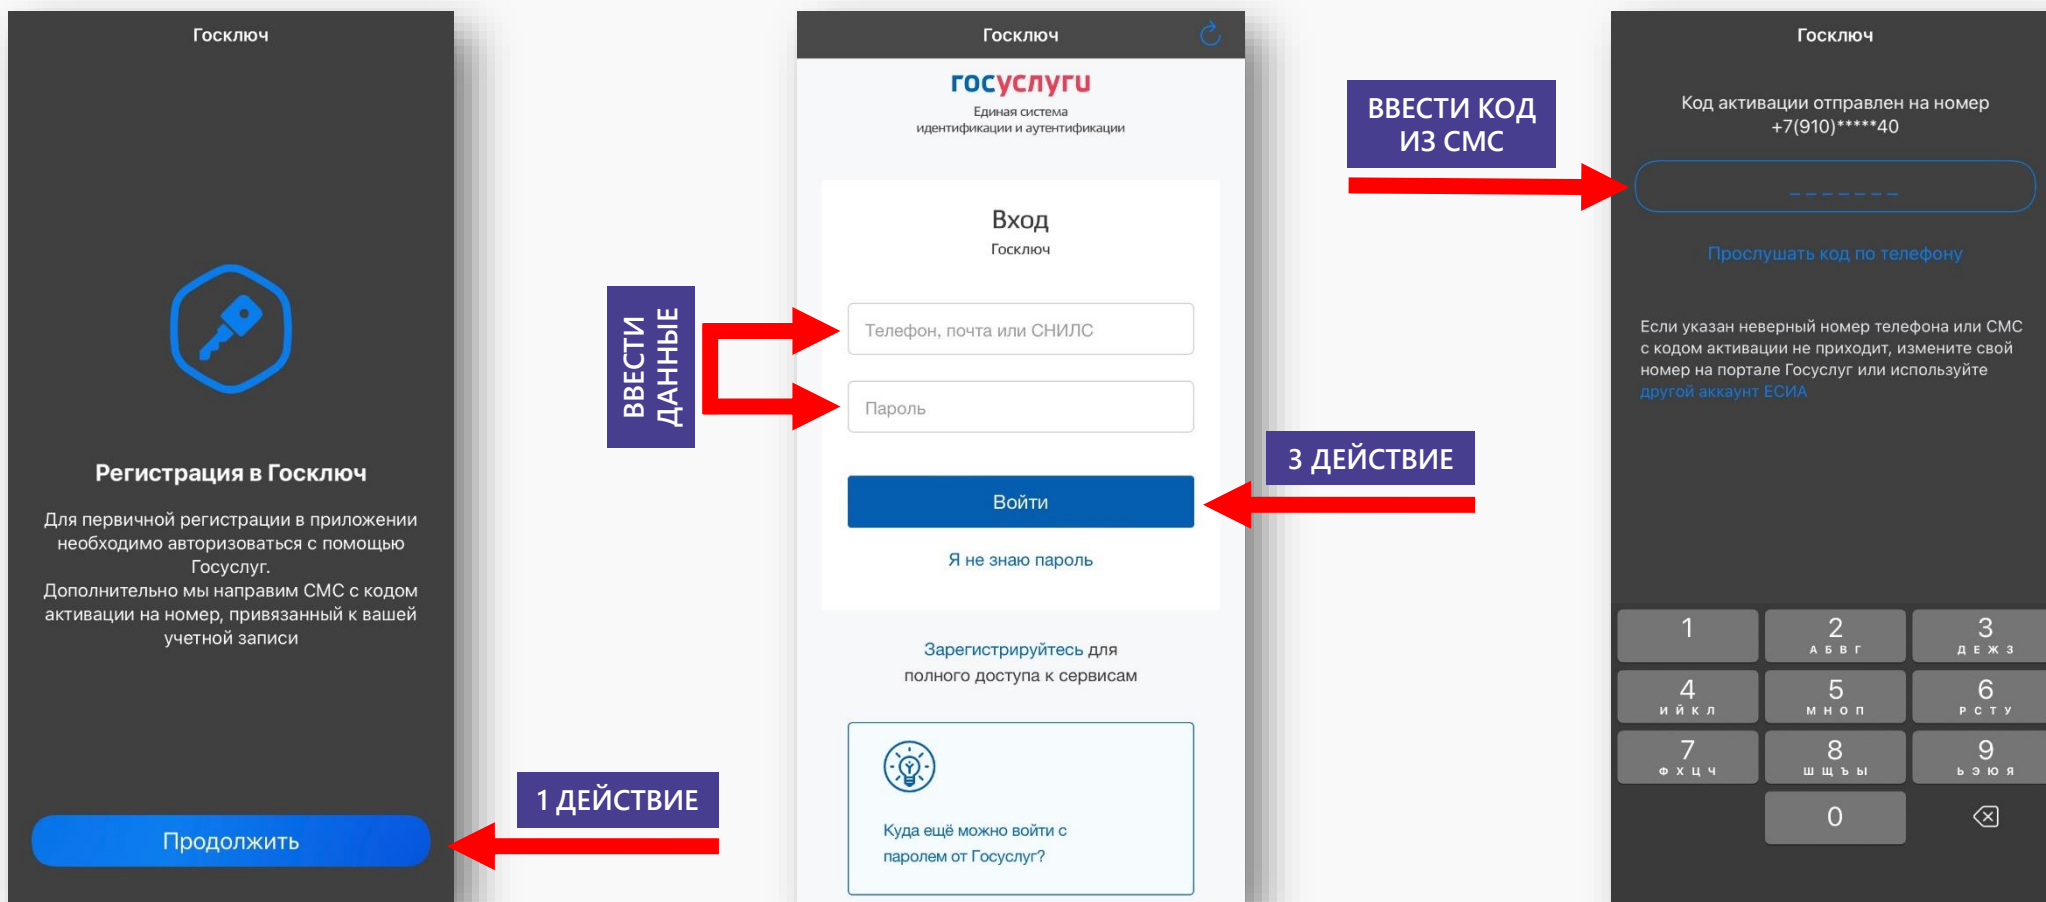 Госключ
Регистрация в Госключ
Для первичной регистрации в приложении
необходимо авторизоваться с помощью
Госуслуг.
Дополнительно мы направим СМС с кодом
активации на номер, привязанный к вашей
учетной записи
Продолжить
1 ДЕЙСТВИЕ
ВВЕСТИ
ДАННЫЕ
Госключ
госуслуги
Единая система
идентификации и аутентификации
Вход
Госключ
Телефон, почта или СНИЛС
Пароль
Войти
Я не знаю пароль
Зарегистрируйтесь для
полного доступа к сервисам
Куда ещё можно войти с
паролем от Госуслуг?
3 ДЕЙСТВИЕ
ВВЕСТИ КОД
ИЗ СМС
Госключ
Код активации отправлен на номер
+7(910)*****40
_ _ _ _ _ _ _
Прослушать код по телефону
Если указан неверный номер телефона или СМС
с кодом активации не приходит, измените свой
номер на портале Госуслуг или используйте
другой аккаунт ЕСИА
1 2 3
АБВГ ДЕЖЗ
4 5 6
ИЙКЛ МНОП РСТУ
7 8 9
ФХЦЧ ШЩЪЫ ЬЭЮЯ
0